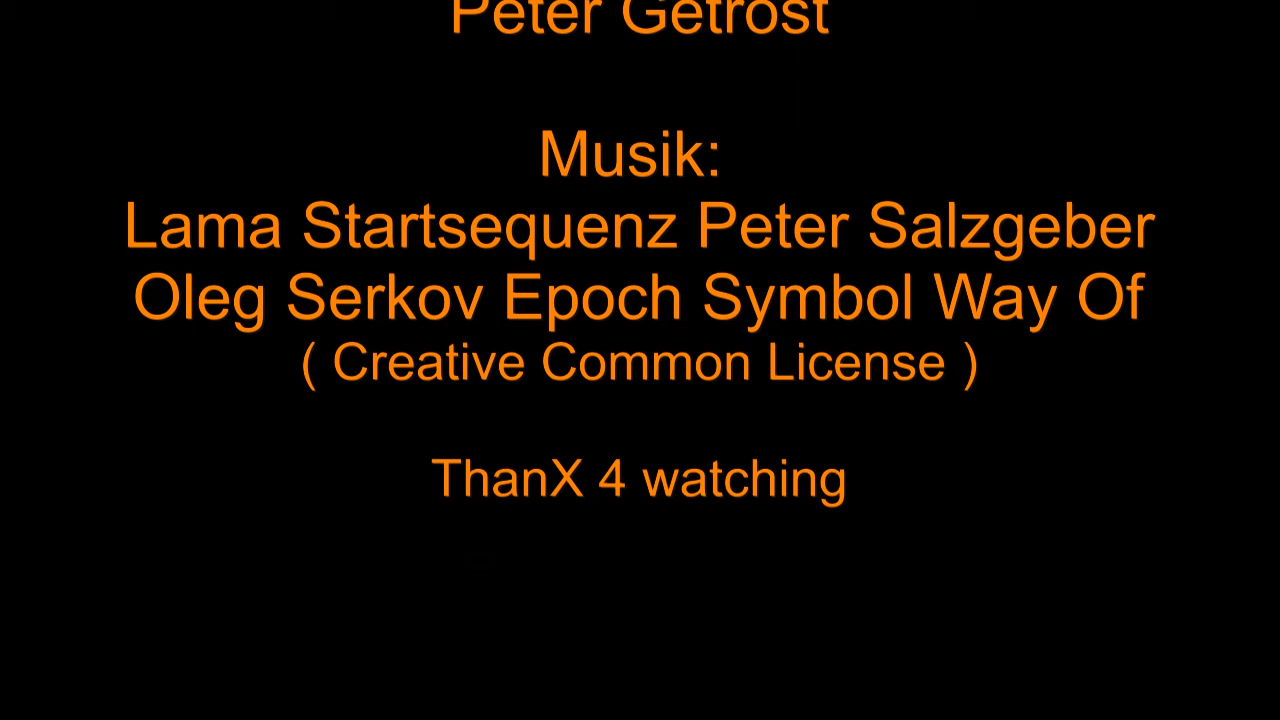 Peter Getrost
Musik:
Lama Startsequenz Peter Salzgeber
Oleg Serkov Epoch Symbol Way Of
( Creative Common License )
ThanX 4 watching